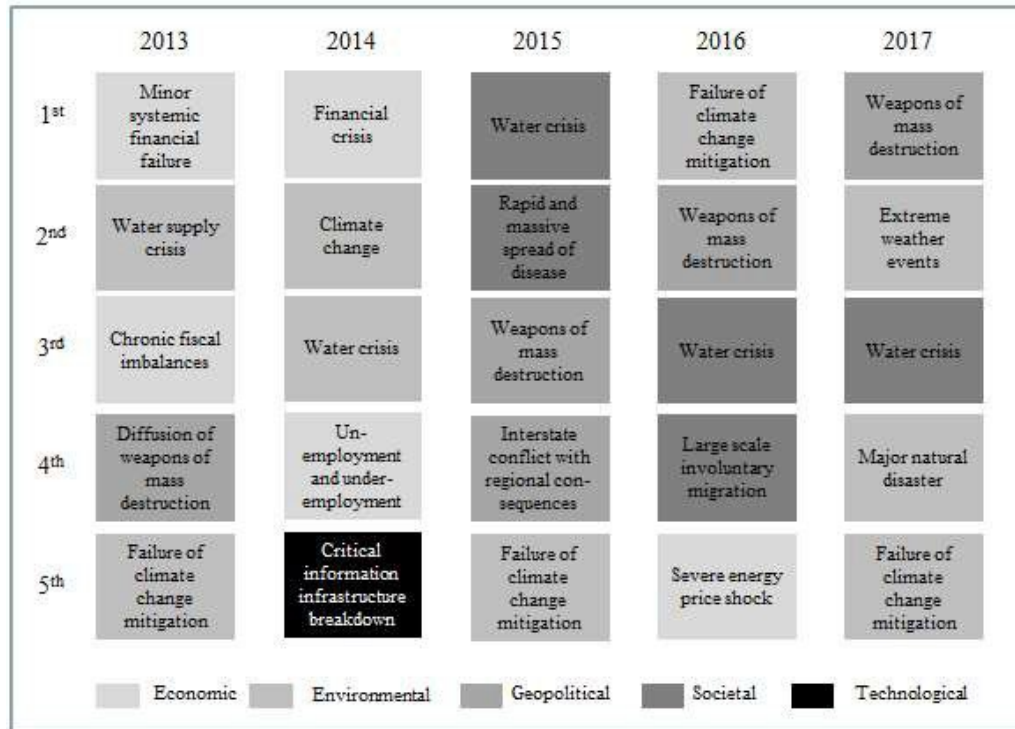 2013 2014 2015 2016 2017
1st
Minor
systemic
financial
failure
Financial
crisis
Water crisis
Failure of
climate
change
mitigation
Weapons of
mass
destruction
2nd
Water supply
crisis
Climate
change
Rapid and
massive
spread of
disease
Weapons of
mass
destruction
Extreme
weather
events
3rd
Chronic fiscal
imbalances
Water crisis
Weapons of
mass
destruction
Water crisis
Water crisis
4th
Diffusion of
weapons of
mass
destruction
Un-
employment
and under-
employment
Interstate
conflict with
regional con-
sequences
Large scale
involuntary
migration
Major natural
disaster
5th
Failure of
climate
change
mitigation
Critical
information
infrastructure
breakdown
Failure of
climate
change
mitigation
Severe energy
price shock
Failure of
climate
change
mitigation
Economic Environmental Geopolitical Societal Technological